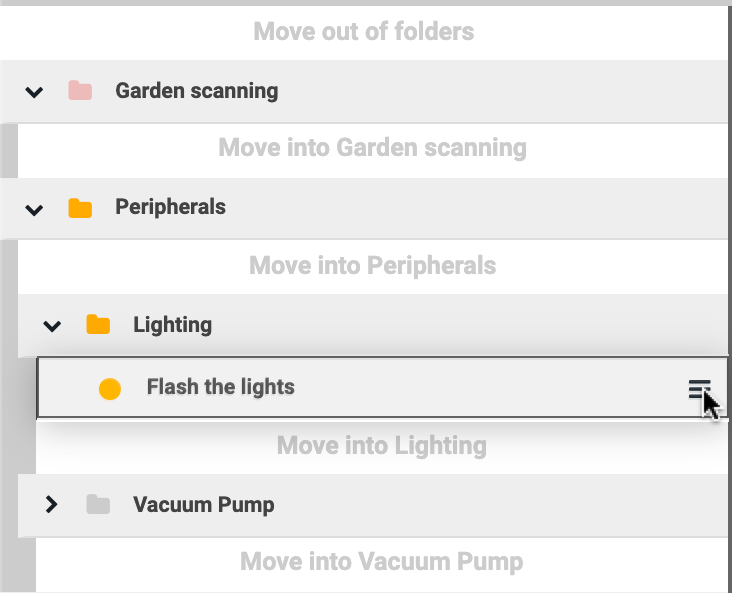 Move out of folders
Garden scanning
Move into Garden scanning
Peripherals
Move into Peripherals
Lighting
Flash the lights
Move into Lighting
Vacuum Pump
Move into Vacuum Pump